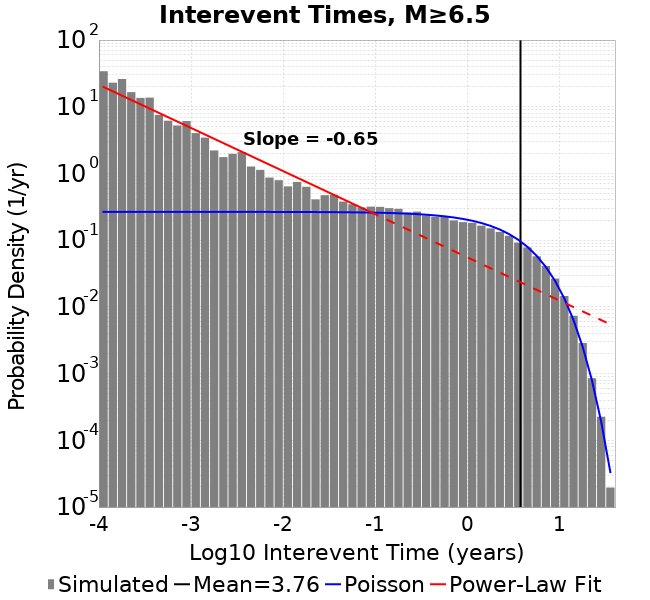 Interevent Times, M≥6.5
10^2
10^1
10^0
10^-1
10^-2
10^-3
10^-4
10^-5
Probability Density (1/yr)
Slope = -0.65
-4 -3 -2 -1 0 1
Log10 Interevent Time (years)
Simulated Mean=3.76 Poisson Power-Law Fit